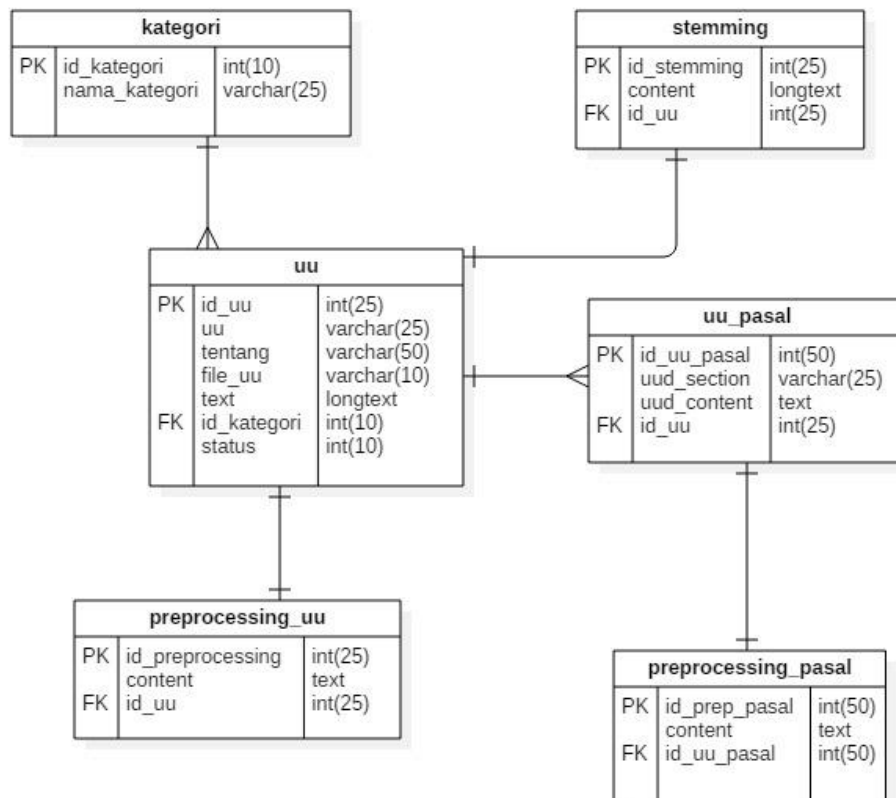 kategori
PK id_kategori int(10)
nama_kategori varchar(25)
stemming
PK id_stemming int(25)
content longtext
FK id_uu int(25)
uu
PK id_uu int(25)
uu varchar(25)
tentang varchar(50)
file_uu varchar(10)
text longtext
FK id_kategori int(10)
status int(10)
uu_pasal
PK id_uu_pasal int(50)
uud_section varchar(25)
uud_content text
FK id_uu int(25)
preprocessing_uu
PK id_preprocessing int(25)
content text
FK id_uu int(25)
preprocessing_pasal
PK id_prep_pasal int(50)
content text
FK id_uu_pasal int(50)